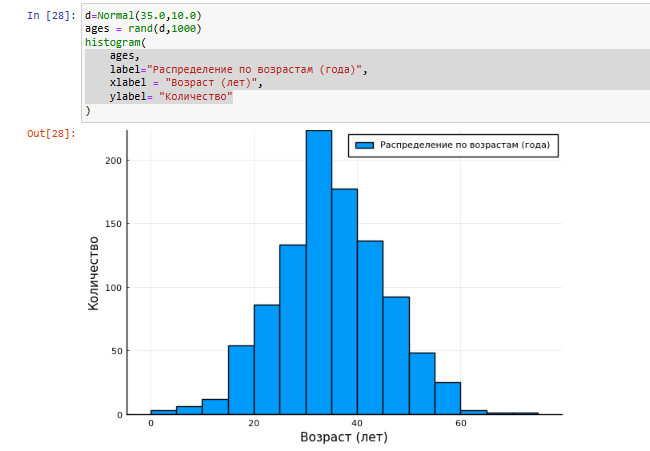 In [28]:
d=Normal(35.0,10.0)
ages = rand(d,1000)
histogram(
ages,
label="Распределение по возрастам (года)",
xlabel = "Возраст (лет)",
ylabel= "Количество"
)
Out[28]:
Распределение по возрастам (года)
200
150
100
50
0
Количество
0 20 40 60
Возраст (лет)